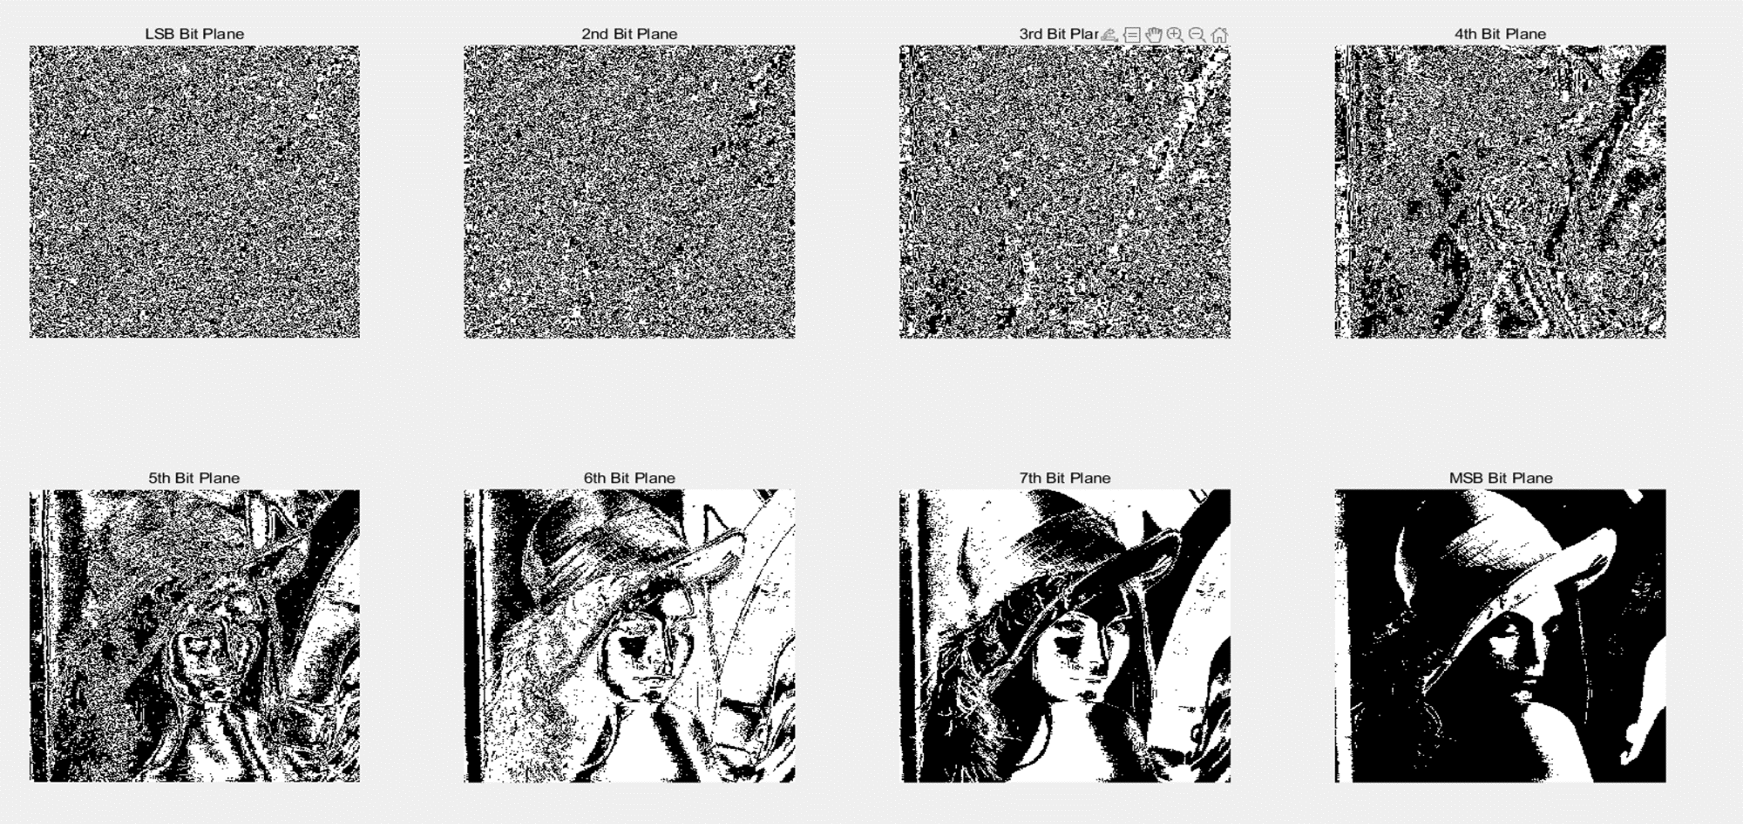 LSB Bit Plane
2nd Bit Plane
3rd Bit Plar
4th Bit Plane
5th Bit Plane
6th Bit Plane
7th Bit Plane
MSB Bit Plane